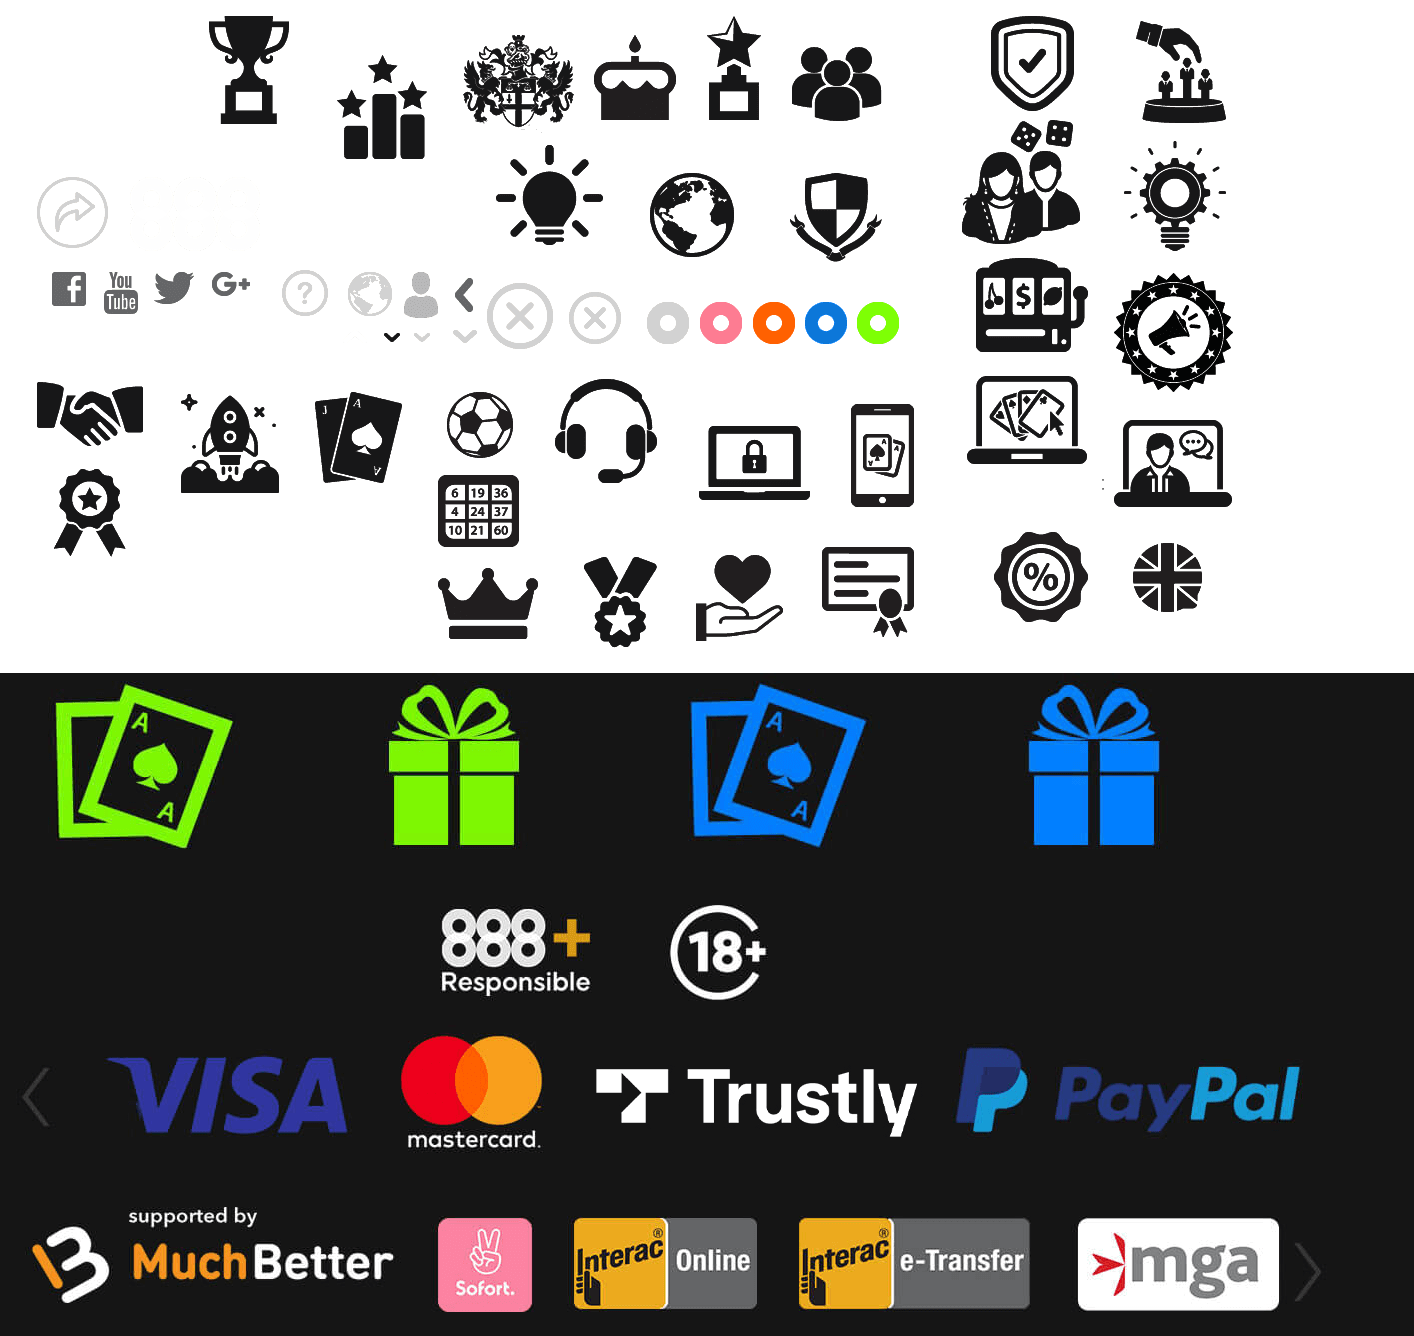 You
Tube
f
G+
?
$
J
A
A
A
A
A
6 19 36
4 24 37
10 21 60
%
A
A
A
A
888+
Responsible
18+
VISA
mastercard.
Trustly
PayPal
supported by
MuchBetter
Sofort.
Interac® Online
Interac® e-Transfer
mga